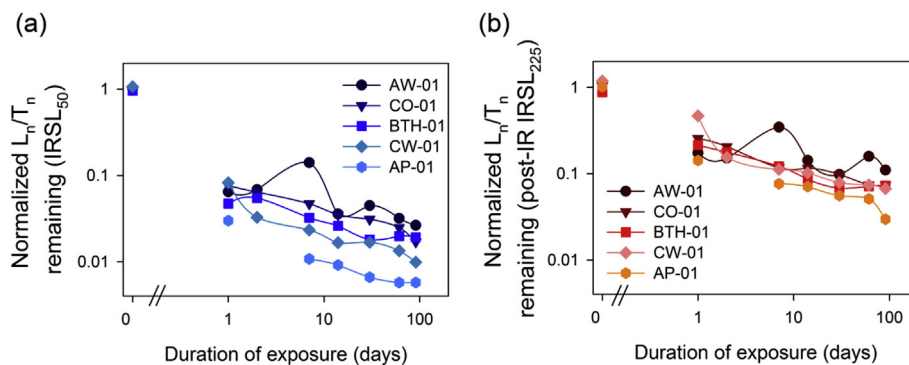 (a)
Normalized Lₙ/Tₙ
remaining (IRSL₅₀)
1
0.1
0.01
0
1
10
100
Duration of exposure (days)
AW-01
CO-01
BTH-01
CW-01
AP-01
(b)
Normalized Lₙ/Tₙ
remaining (post-IR IRSL₂₂₅)
1
0.1
0.01
0
1
10
100
Duration of exposure (days)
AW-01
CO-01
BTH-01
CW-01
AP-01